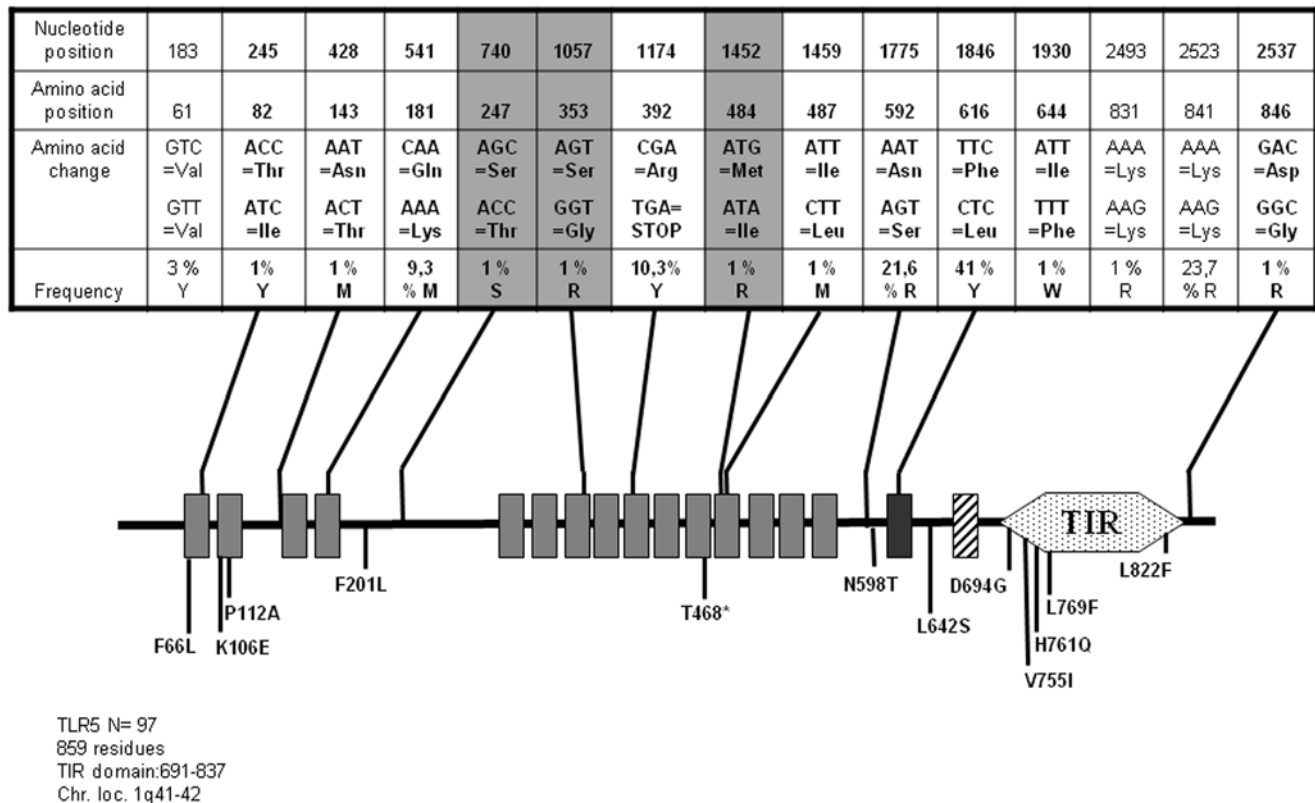 Nucleotide position 183 245 428 541 740 1057 1174 1452 1459 1775 1846 1930 2493 2523 2537
Amino acid position 61 82 143 181 247 353 392 484 487 592 616 644 831 841 846
Amino acid GTC ACC AAT CAA AGC AGT CGA ATG ATT AAT TTC ATT AAA AAA GAC
change =Val =Thr =Asn =Gln =Ser =Ser =Arg =Met =Ile =Asn =Phe =Ile =Lys =Lys =Asp
GTT ATC ACT AAA ACC GGT TGA= ATA CTT AGT CTC TTT AAG AAG GGC
=Val =Ile =Thr =Lys =Thr =Gly STOP =Ile =Leu =Ser =Leu =Phe =Lys =Lys =Gly
3 % 1% 1 % 9,3 1 % 1 % 10,3% 1 % 1 % 21,6 41 % 1 % 1 % 23,7 1 %
Frequency Y Y M % M S R Y R M % R Y W R % R R
TIR
F66L
K106E
P112A
F201L
T468*
N598T
L642S
D694G
V755I
H761Q
L769F
L822F
TLR5 N= 97
859 residues
TIR domain:691-837
Chr. loc. 1q41-42